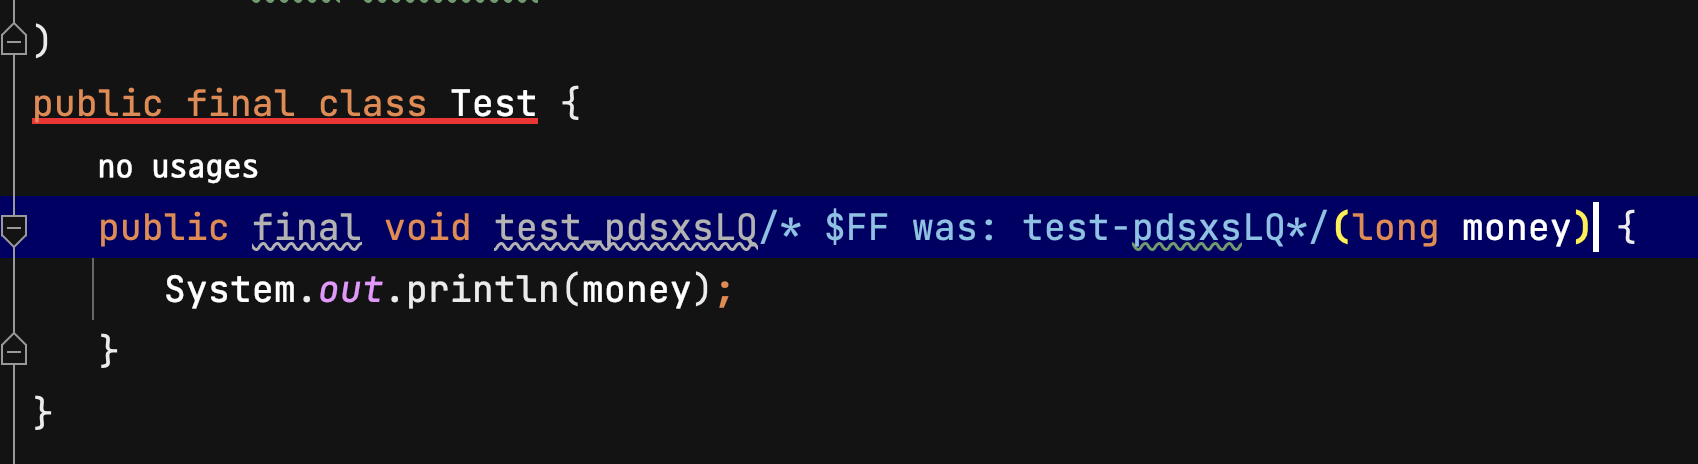 )
public final class Test {
no usages
public final void test_pdsxsLQ/* $FF was: test-pdsxsLQ*/(long money) {
System.out.println(money);
}
}